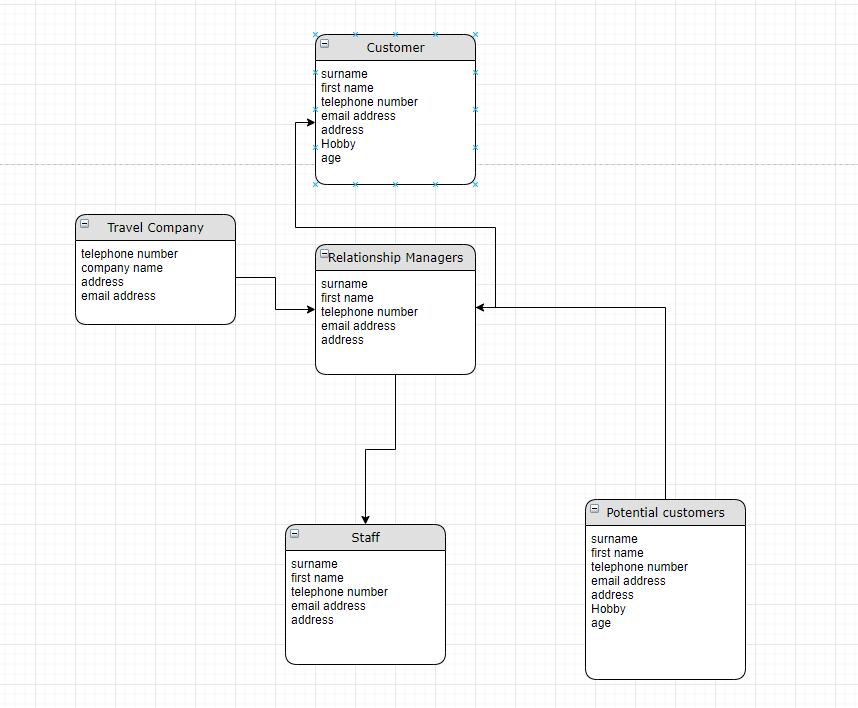 Customer
surname
first name
telephone number
email address
address
Hobby
age
Travel Company
telephone number
company name
address
email address
Relationship Managers
surname
first name
telephone number
email address
address
Staff
surname
first name
telephone number
email address
address
Potential customers
surname
first name
telephone number
email address
address
Hobby
age